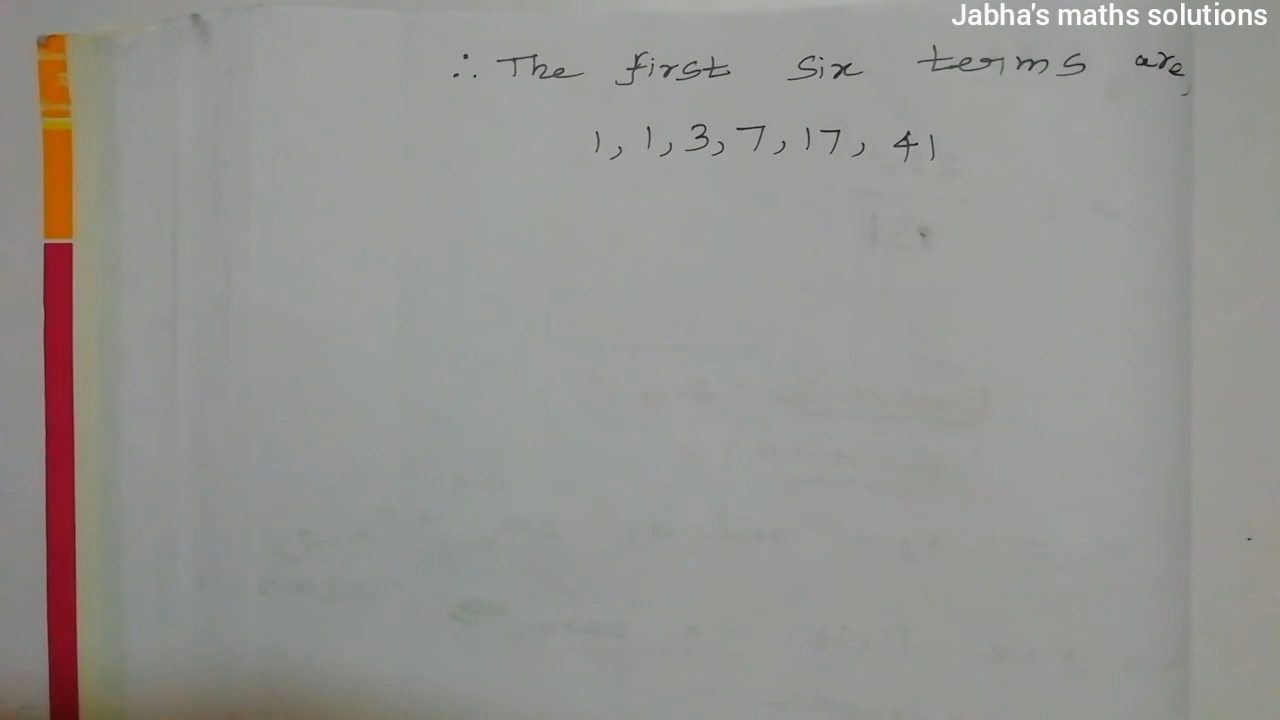 Jabha's maths solutions
∴ The first six terms are,
1, 1, 3, 7, 17, 41